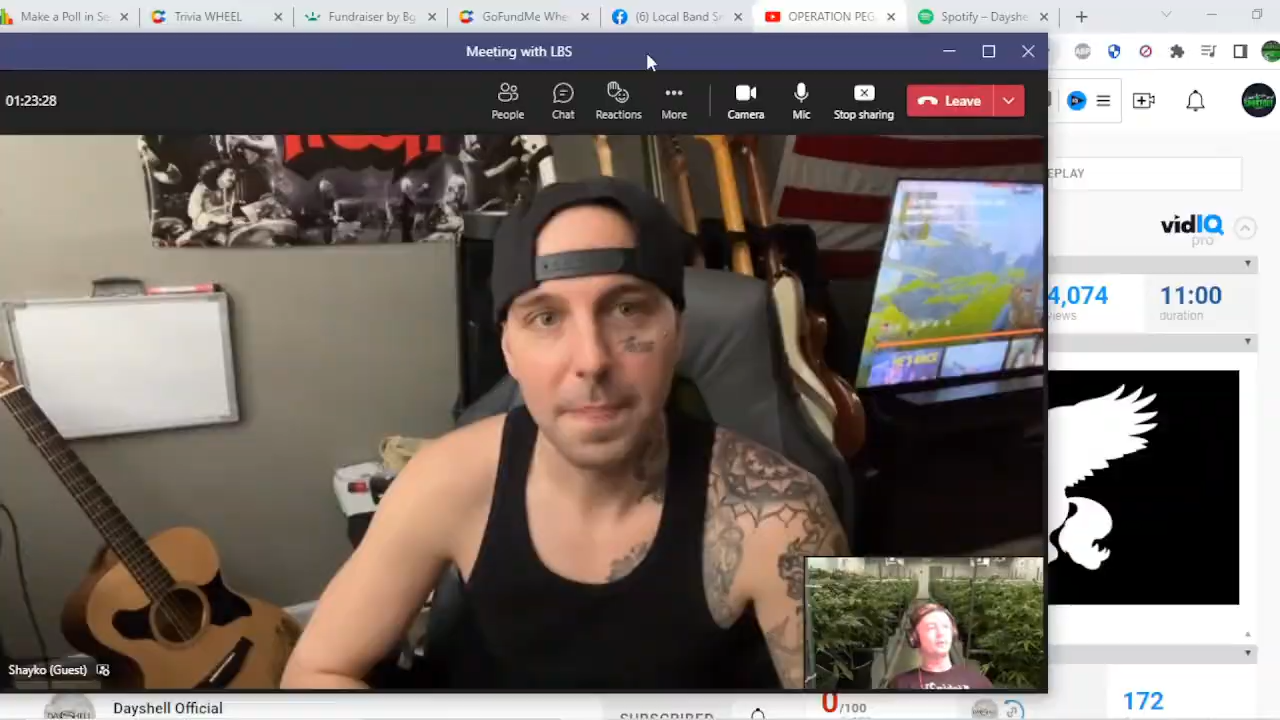 Make a Poll in Se
Trivia WHEEL
Fundraiser by Bg
GoFundMe Whe
(6) Local Band S
OPERATION PEG
Spotify – Dayshe
Meeting with LBS
01:23:28
People
Chat
Reactions
More
Camera
Mic
Stop sharing
Leave
ABP
EPLAY
vidIQ
pro
4,074
views
11:00
duration
Shayko (Guest)
Dayshell Official
SUBSCRIBED
0/100
172